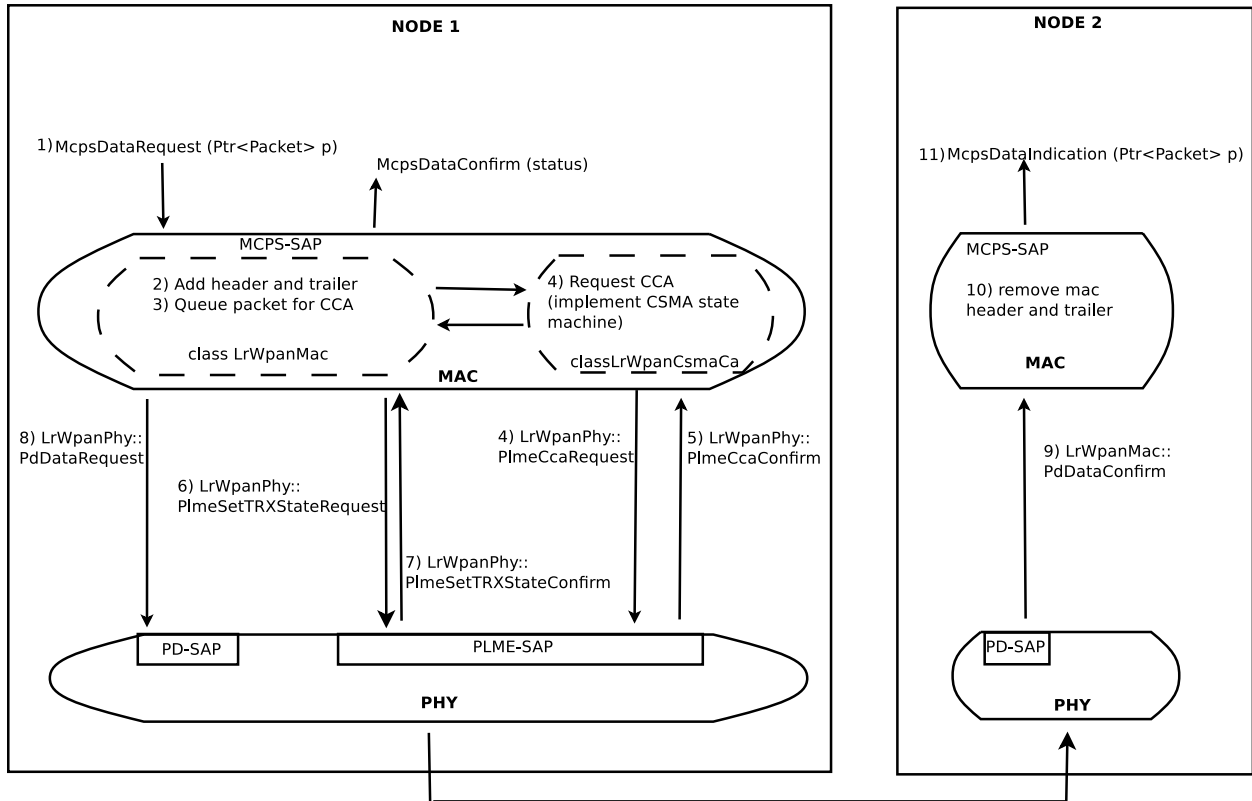 NODE 1
NODE 2
1) McpsDataRequest (Ptr<Packet> p)
McpsDataConfirm (status)
11) McpsDataIndication (Ptr<Packet> p)
MCPS-SAP
2) Add header and trailer
3) Queue packet for CCA
class LrWpanMac
4) Request CCA
(implement CSMA state
machine)
classLrWpanCsmaCa
MAC
MCPS-SAP
10) remove mac
header and trailer
MAC
8) LrWpanPhy::
PdDataRequest
6) LrWpanPhy::
PlmeSetTRXStateRequest
7) LrWpanPhy::
PlmeSetTRXStateConfirm
4) LrWpanPhy::
PlmeCcaRequest
5) LrWpanPhy::
PlmeCcaConfirm
9) LrWpanMac::
PdDataConfirm
PD-SAP
PLME-SAP
PHY
PD-SAP
PHY